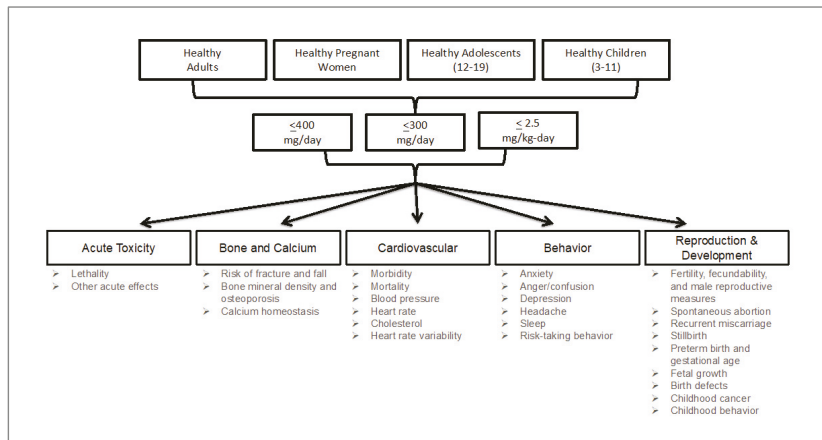 Healthy
Adults
Healthy Pregnant
Women
Healthy Adolescents
(12-19)
Healthy Children
(3-11)
≤400
mg/day
≤300
mg/day
≤ 2.5
mg/kg-day
Acute Toxicity
➢ Lethality
➢ Other acute effects
Bone and Calcium
➢ Risk of fracture and fall
➢ Bone mineral density and
osteoporosis
➢ Calcium homeostasis
Cardiovascular
➢ Morbidity
➢ Mortality
➢ Blood pressure
➢ Heart rate
➢ Cholesterol
➢ Heart rate variability
Behavior
➢ Anxiety
➢ Anger/confusion
➢ Depression
➢ Headache
➢ Sleep
➢ Risk-taking behavior
Reproduction &
Development
➢ Fertility, fecundability,
and male reproductive
measures
➢ Spontaneous abortion
➢ Recurrent miscarriage
➢ Stillbirth
➢ Preterm birth and
gestational age
➢ Fetal growth
➢ Birth defects
➢ Childhood cancer
➢ Childhood behavior